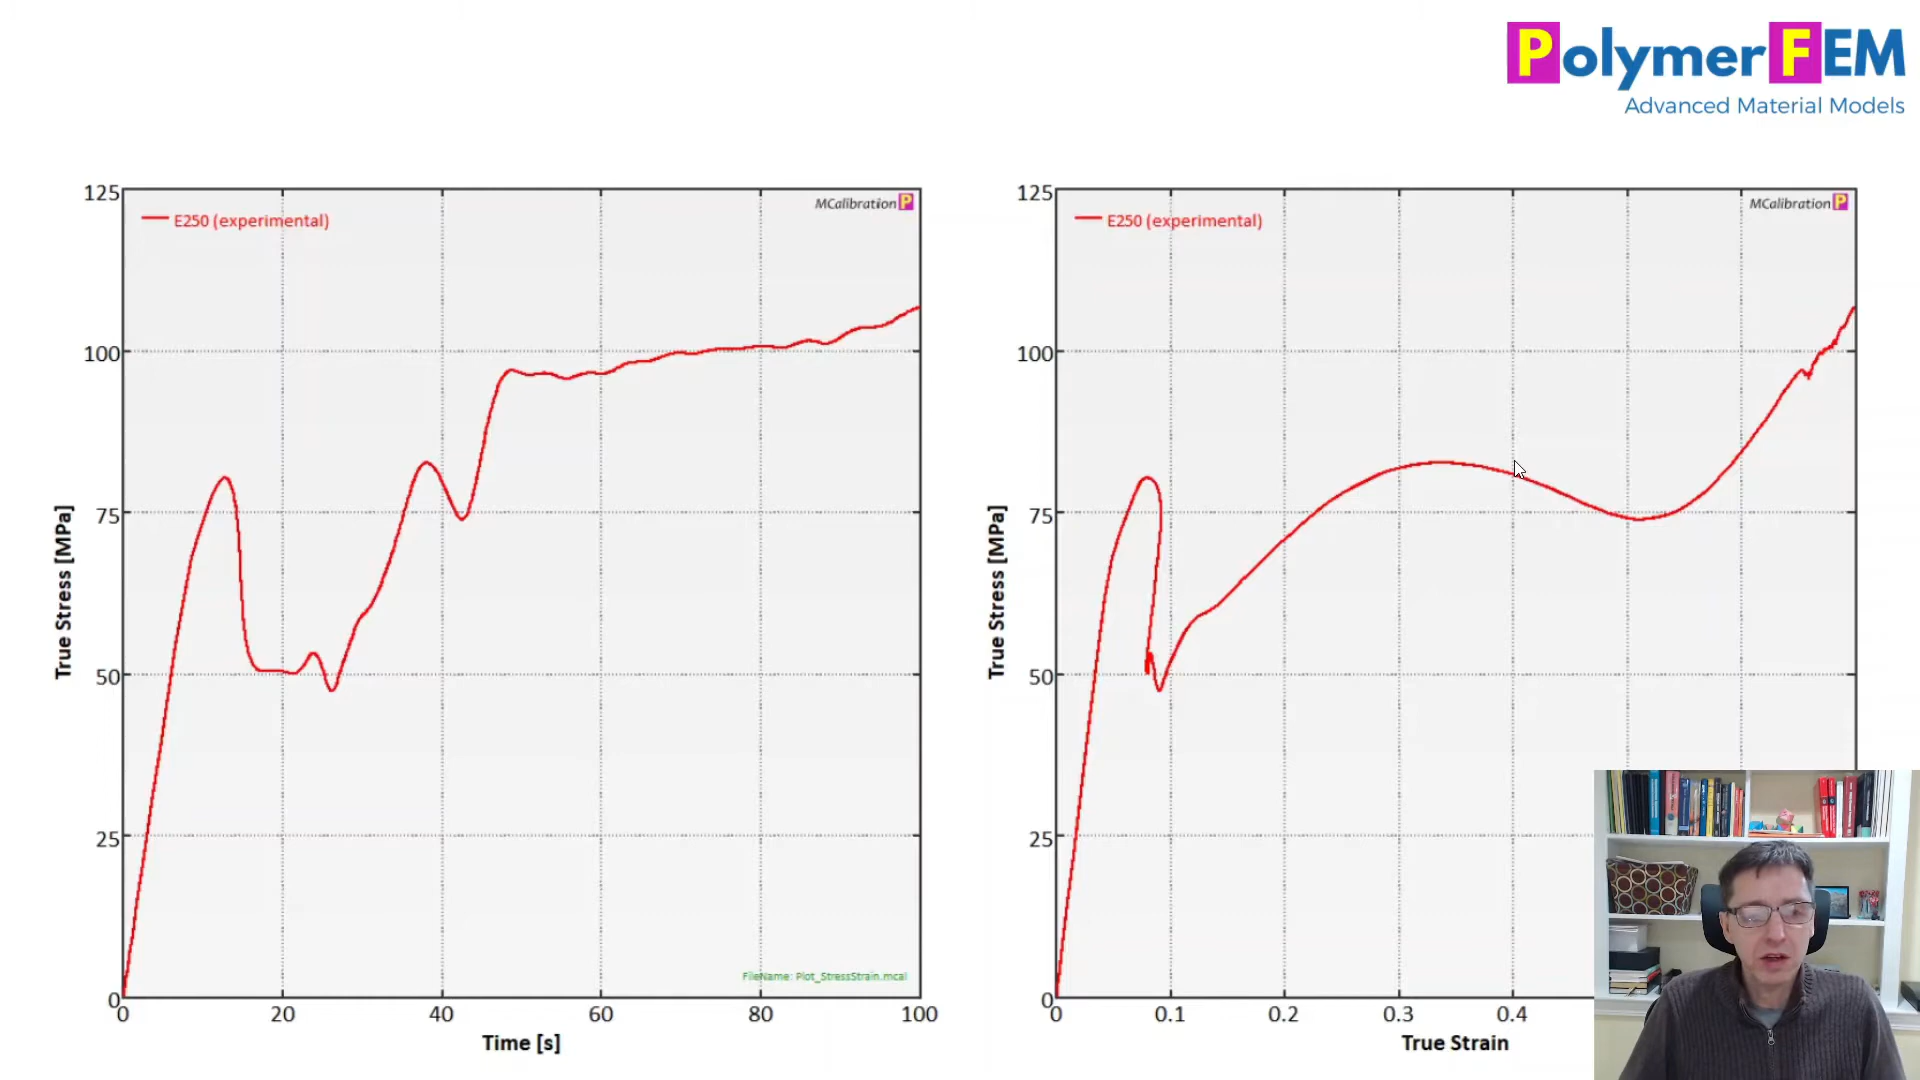 PolymerFEM
Advanced Material Models
125
100
75
50
25
0
True Stress [MPa]
E250 (experimental)
MCalibration P
FileName: Plot_StressStrain.mcal
0 20 40 60 80 100
Time [s]
125
100
75
50
25
0
True Stress [MPa]
E250 (experimental)
MCalibration P
0 0.1 0.2 0.3 0.4
True Strain